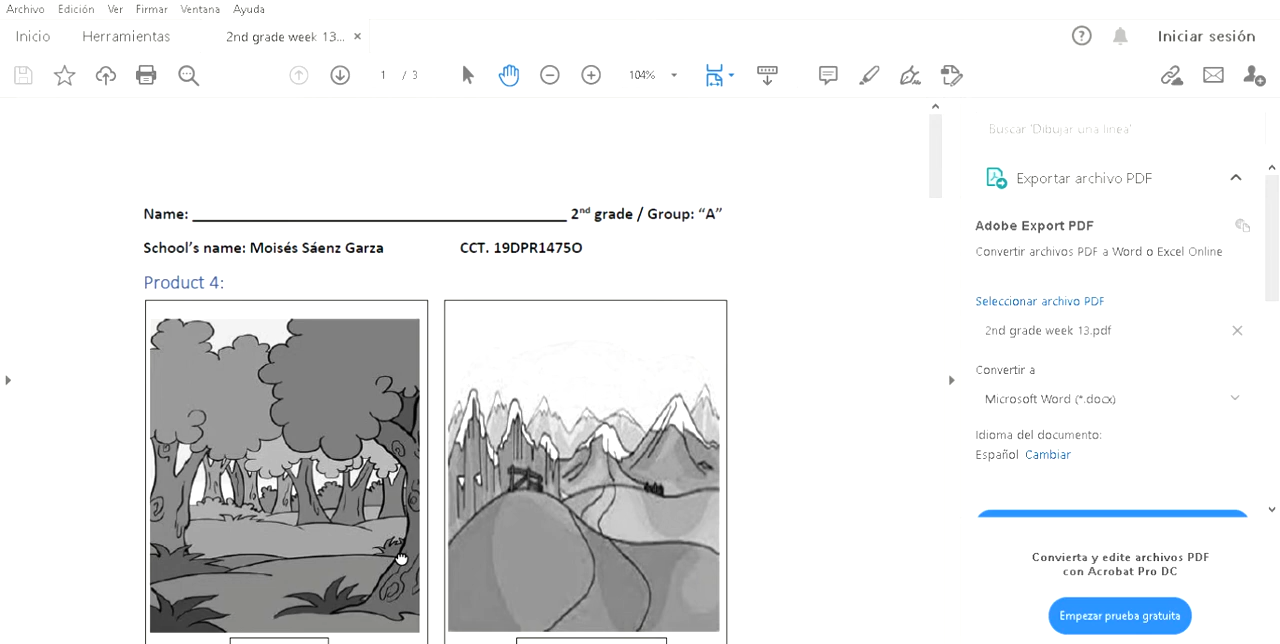 Archivo Edición Ver Firmar Ventana Ayuda
Inicio Herramientas 2nd grade week 13... × Iniciar sesión
1 / 3 104%
Buscar 'Dibujar una línea'
Exportar archivo PDF
Name: ______________________ 2nd grade / Group: “A”
Adobe Export PDF
School’s name: Moisés Sáenz Garza CCT. 19DPR1475O
Convertir archivos PDF a Word o Excel Online
Product 4:
Seleccionar archivo PDF
2nd grade week 13.pdf
Convertir a
Microsoft Word (*.docx)
Idioma del documento:
Español Cambiar
Convierta y edite archivos PDF
con Acrobat Pro DC
Empezar prueba gratuita